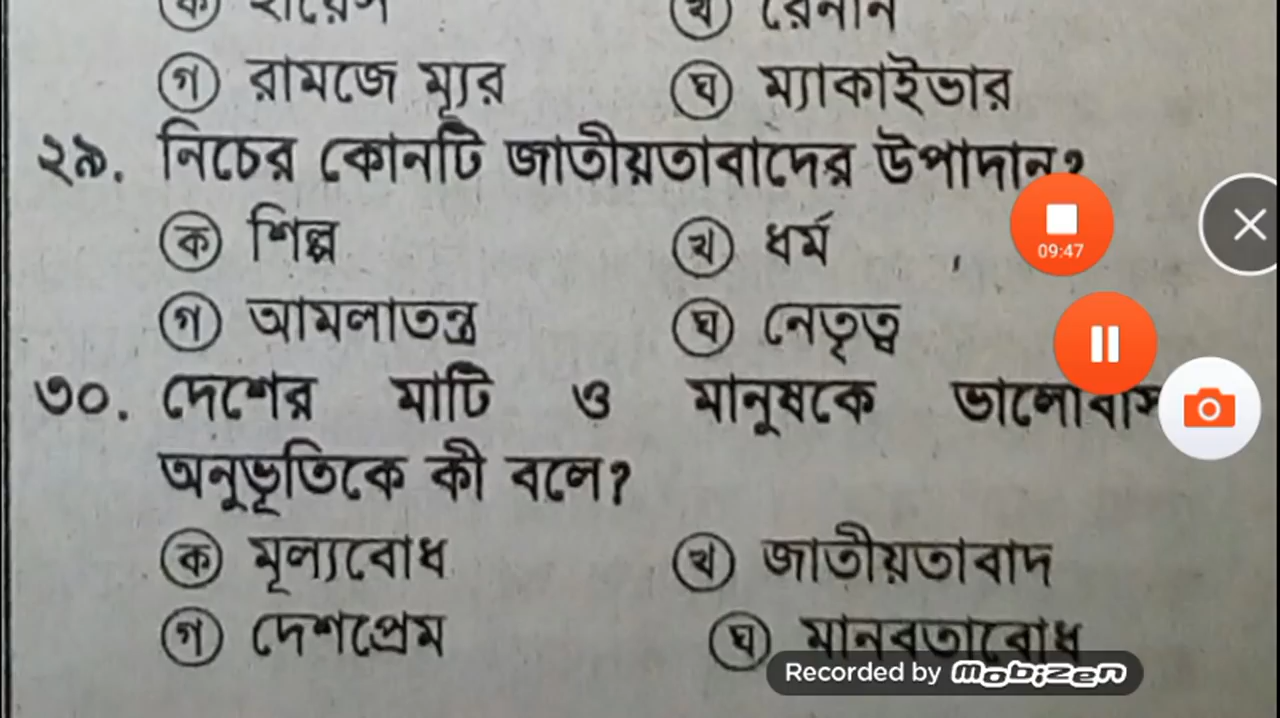 ক হায়েস খ রেনান
গ রামজে ম্যুর ঘ ম্যাকাইভার
২৯. নিচের কোনটি জাতীয়তাবাদের উপাদান?
ক শিল্প খ ধর্ম
09:47
গ আমলাতন্ত্র ঘ নেতৃত্ব
৩০. দেশের মাটি ও মানুষকে
অনুভূতিকে কী বলে?
ক মূল্যবোধ খ জাতীয়তাবাদ
গ দেশপ্রেম ঘ মানবতাবোধ
Recorded by Mobizen